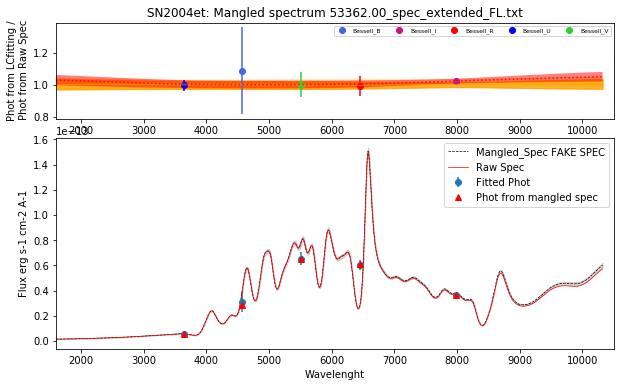 SN2004et: Mangled spectrum 53362.00_spec_extended_FL.txt
Phot from LCfitting /
Phot from Raw Spec
Bessell_B
Bessell_I
Bessell_R
Bessell_U
Bessell_V
1.2
1.0
0.8
2000 3000 4000 5000 6000 7000 8000 9000 10000
Flux erg s-1 cm-2 A-1
1.6
1.4
1.2
1.0
0.8
0.6
0.4
0.2
0.0
Mangled_Spec FAKE SPEC
Raw Spec
Fitted Phot
Phot from mangled spec
2000 3000 4000 5000 6000 7000 8000 9000 10000
Wavelenght